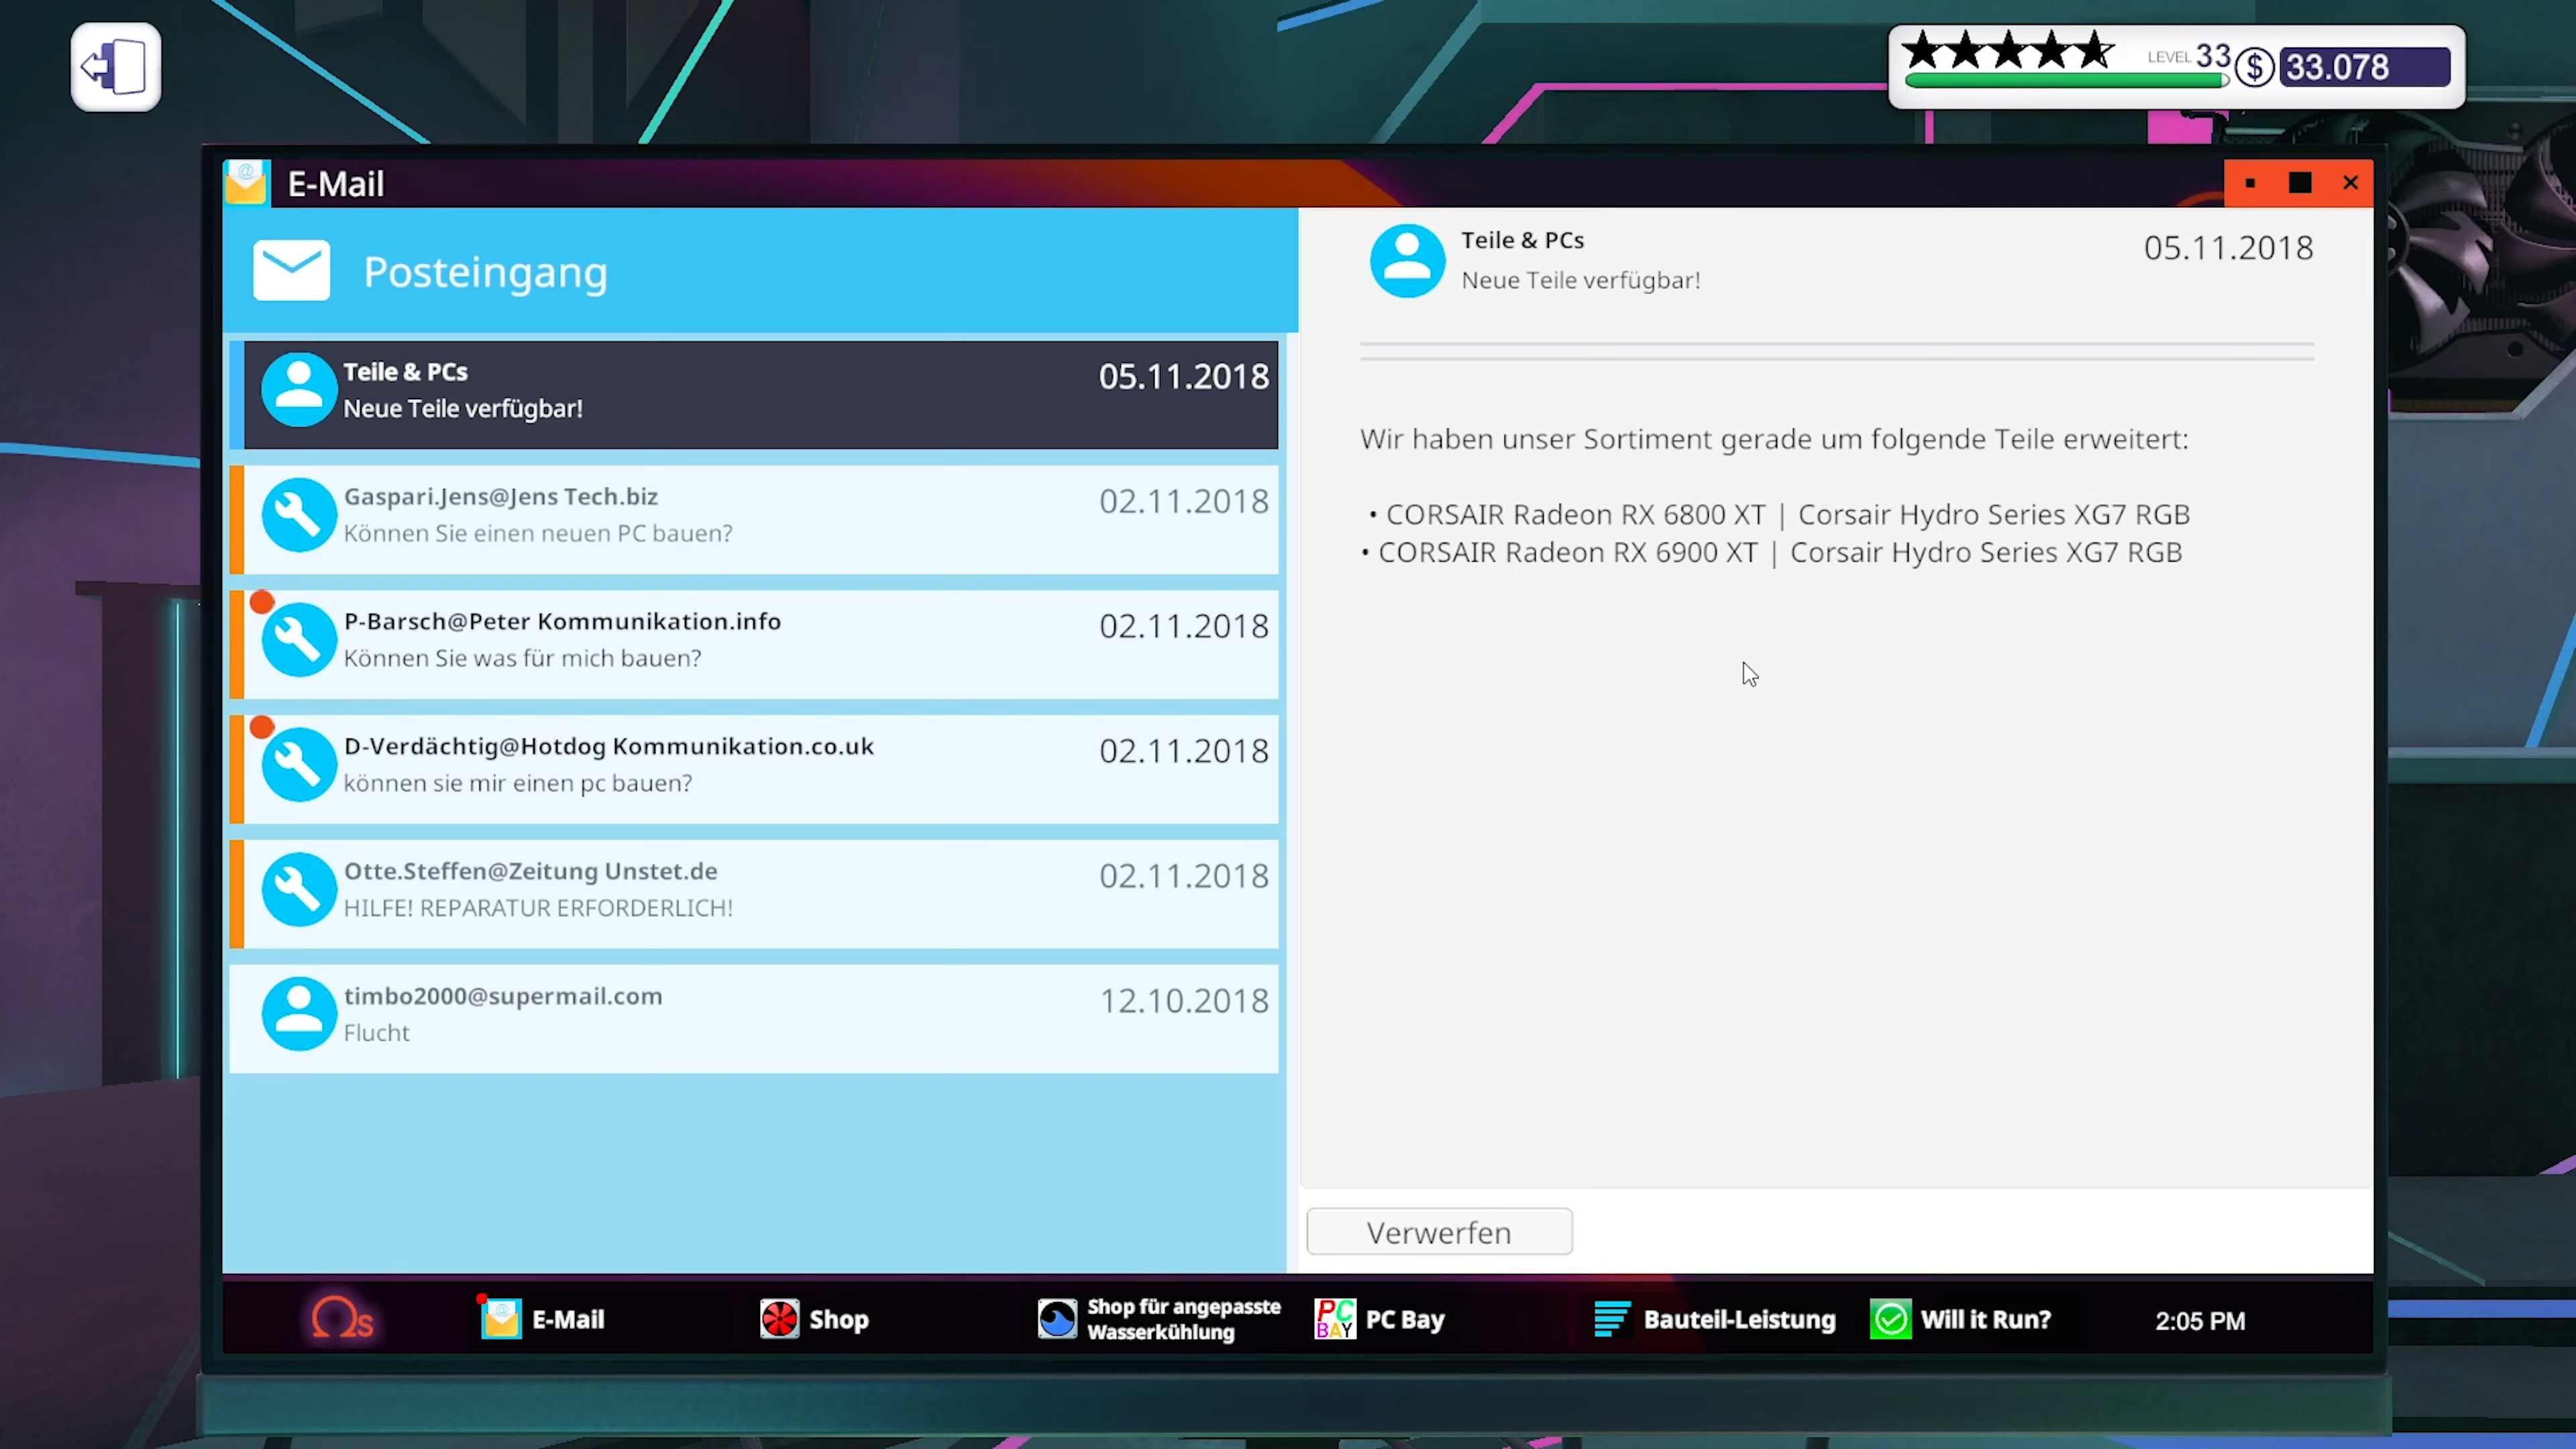 LEVEL 33
$ 33.078
E-Mail
Posteingang
Teile & PCs
05.11.2018
Neue Teile verfügbar!
Gaspari.Jens@Jens Tech.biz
02.11.2018
Können Sie einen neuen PC bauen?
P-Barsch@Peter Kommunikation.info
02.11.2018
Können Sie was für mich bauen?
D-Verdächtig@Hotdog Kommunikation.co.uk
02.11.2018
können sie mir einen pc bauen?
Otte.Steffen@Zeitung Unstet.de
02.11.2018
HILFE! REPARATUR ERFORDERLICH!
timbo2000@supermail.com
12.10.2018
Flucht
Teile & PCs
05.11.2018
Neue Teile verfügbar!
Wir haben unser Sortiment gerade um folgende Teile erweitert:
• CORSAIR Radeon RX 6800 XT | Corsair Hydro Series XG7 RGB
• CORSAIR Radeon RX 6900 XT | Corsair Hydro Series XG7 RGB
Verwerfen
Ωs
E-Mail
Shop
Shop für angepasste
Wasserkühlung
PC
BAY
PC Bay
Bauteil-Leistung
Will it Run?
2:05 PM